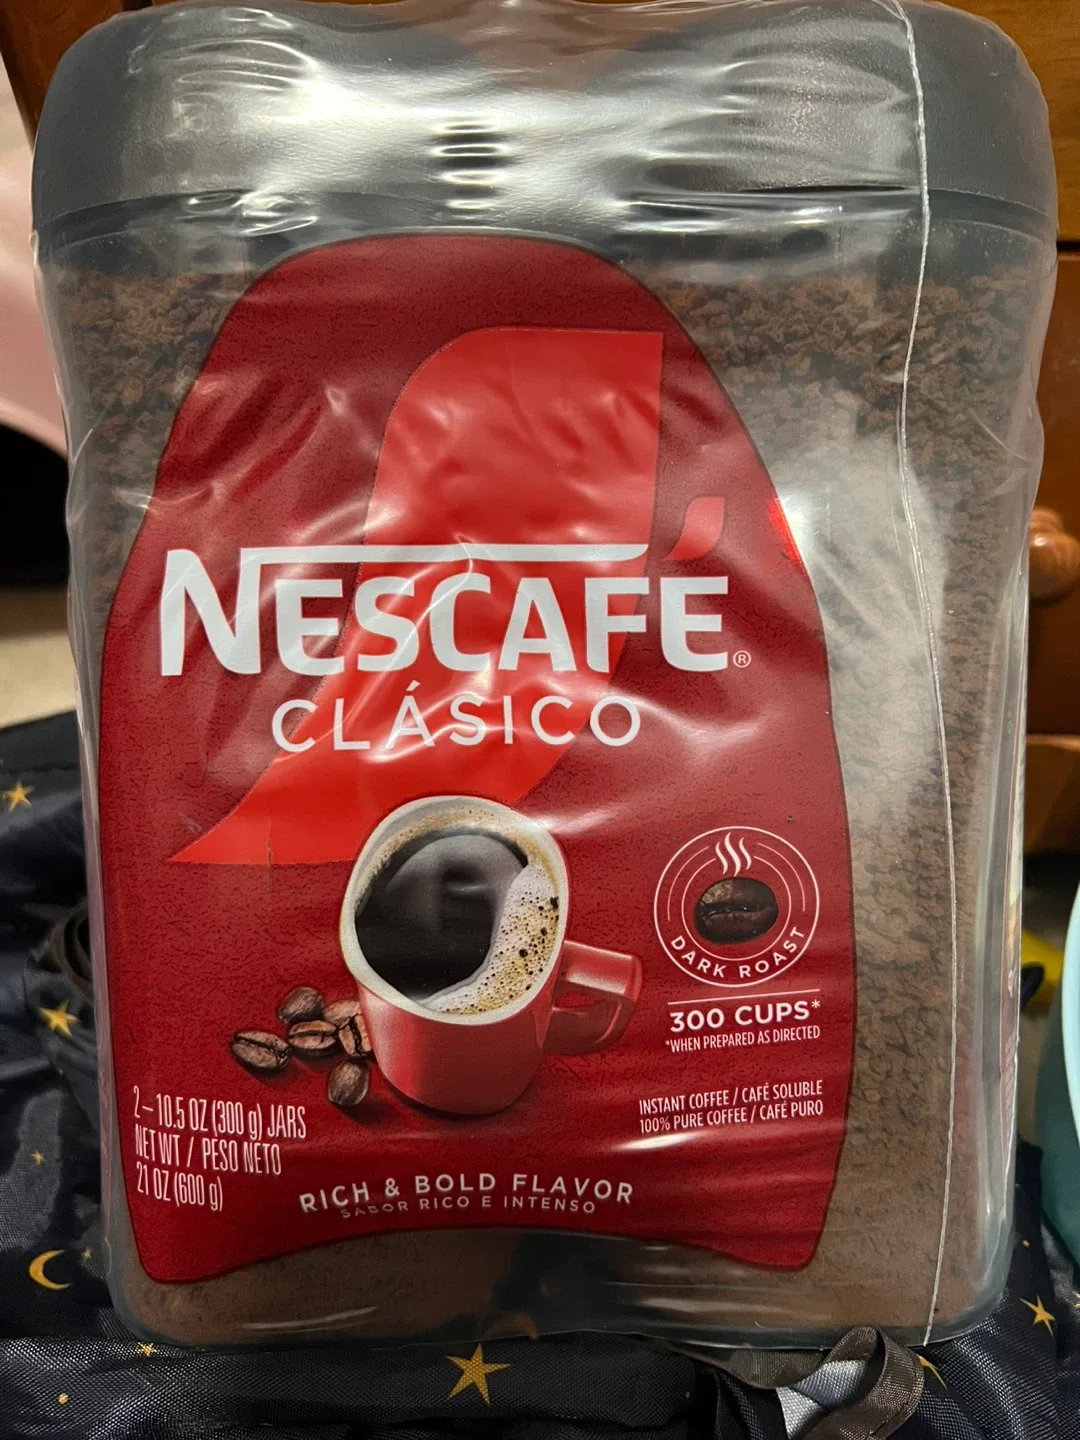 NESCAFÉ®
CLÁSICO
DARK ROAST
300 CUPS*
*WHEN PREPARED AS DIRECTED
INSTANT COFFEE / CAFÉ SOLUBLE
100% PURE COFFEE / CAFÉ PURO
2–10.5 OZ (300 g) JARS
NET WT / PESO NETO
21 OZ (600 g)
RICH & BOLD FLAVOR
SABOR RICO E INTENSO